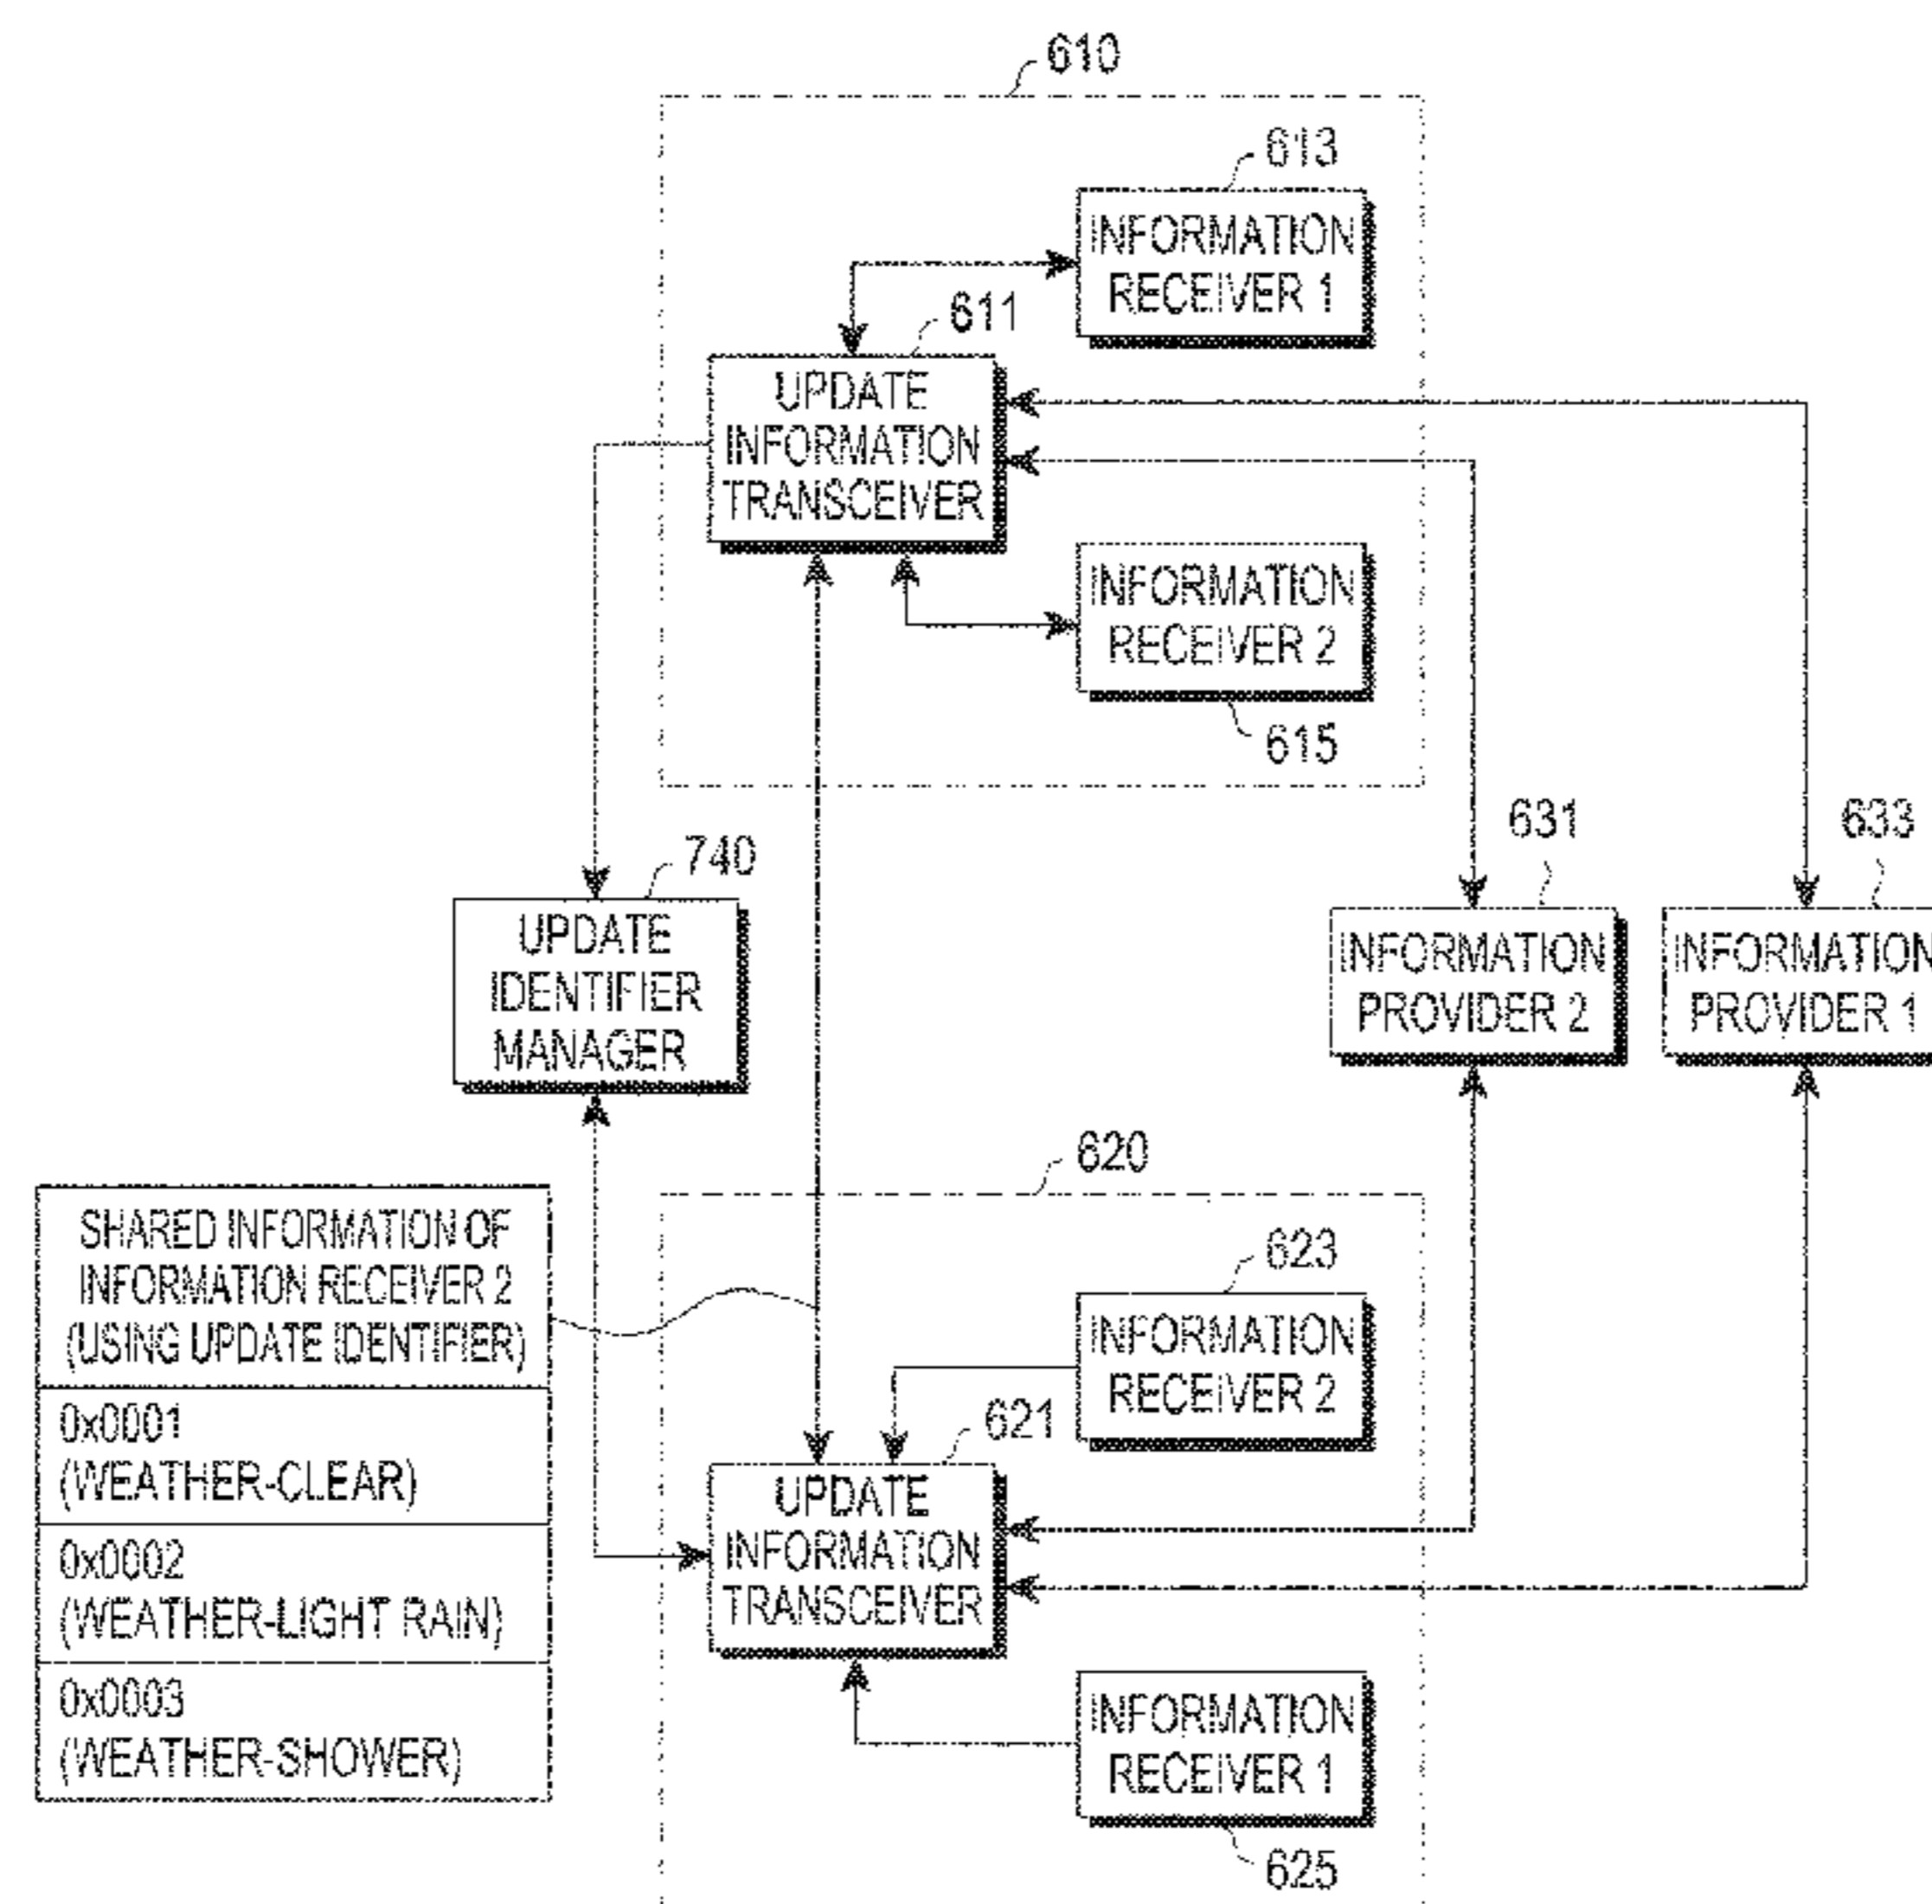 610
613
INFORMATION
RECEIVER 1
611
UPDATE
INFORMATION
TRANSCEIVER
INFORMATION
RECEIVER 2
615
631
633
740
UPDATE
IDENTIFIER
MANAGER
INFORMATION
PROVIDER 2
INFORMATION
PROVIDER 1
620
SHARED INFORMATION OF
INFORMATION RECEIVER 2
(USING UPDATE IDENTIFIER)
0x0001
(WEATHER-CLEAR)
0x0002
(WEATHER-LIGHT RAIN)
0x0003
(WEATHER-SHOWER)
623
INFORMATION
RECEIVER 2
621
UPDATE
INFORMATION
TRANSCEIVER
INFORMATION
RECEIVER 1
625